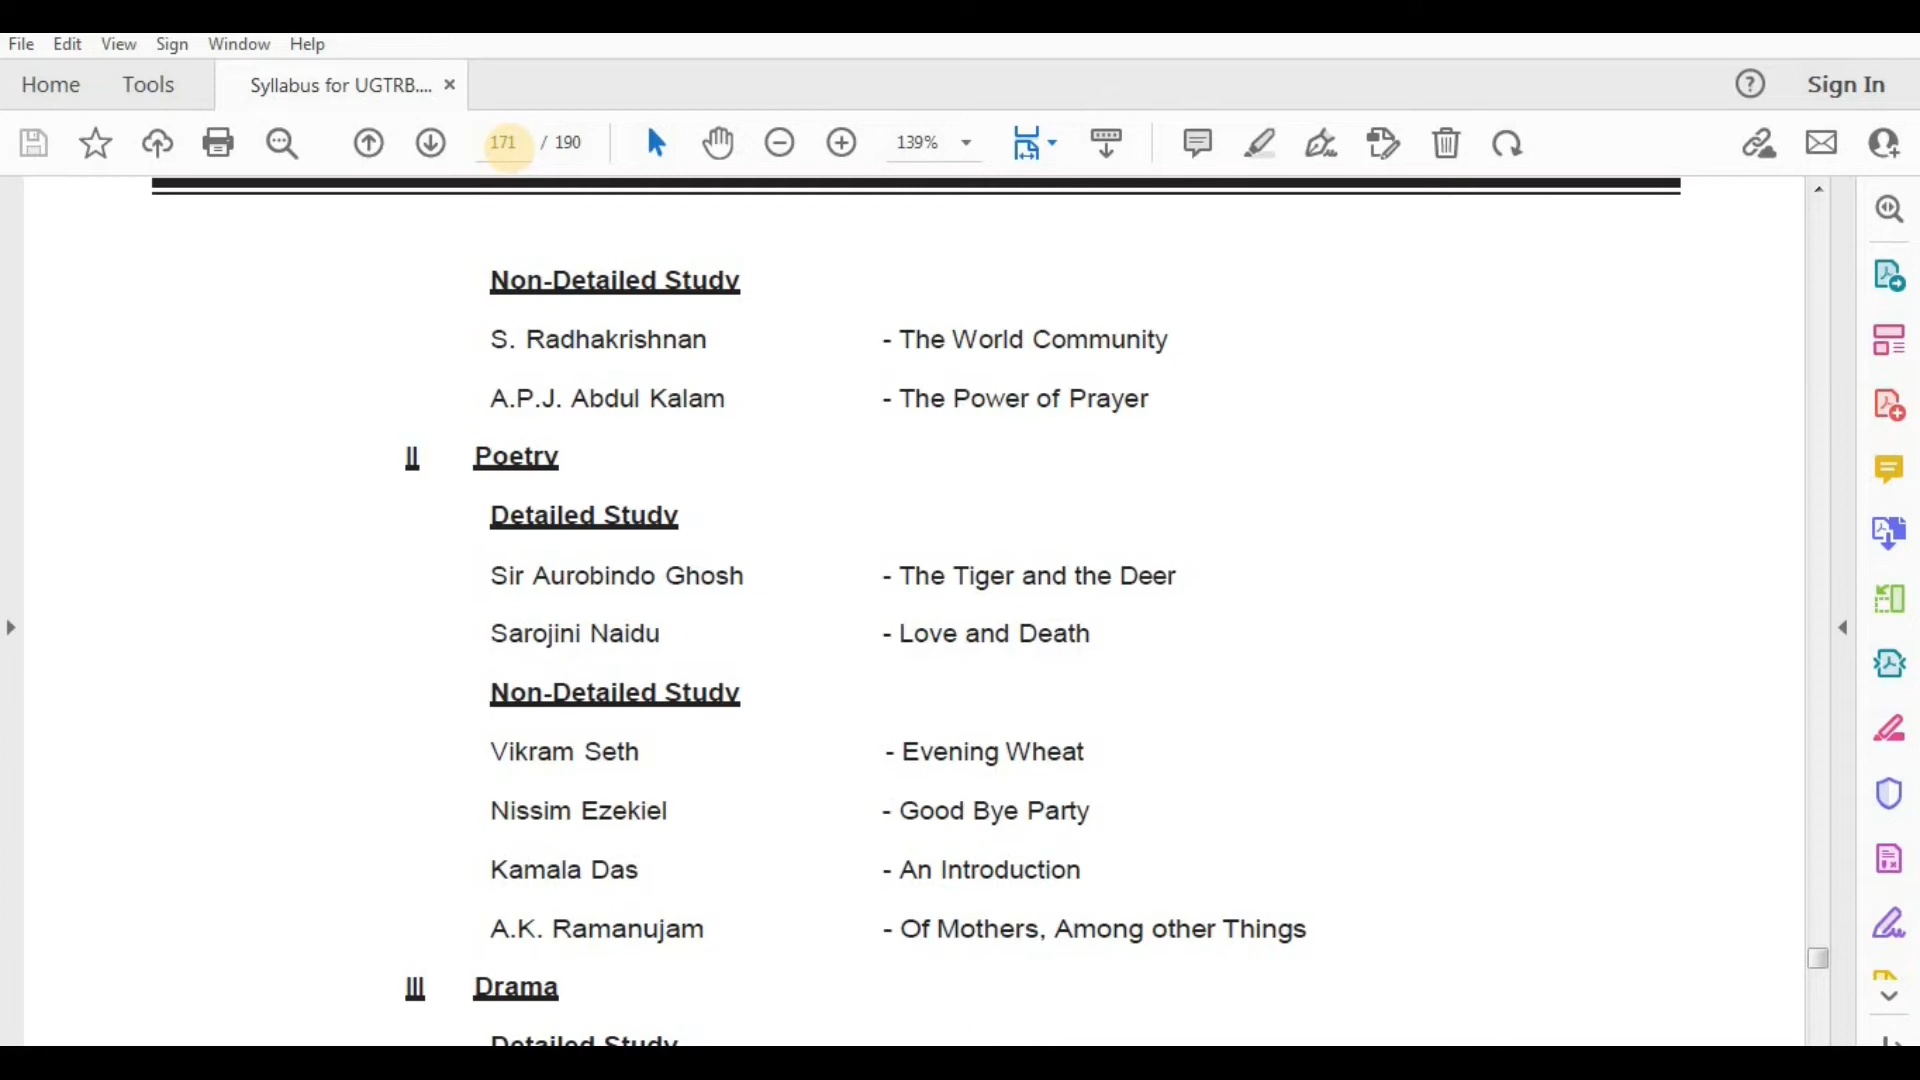 File Edit View Sign Window Help
Home Tools Syllabus for UGTRB.... × ? Sign In
171 / 190 139%
Non-Detailed Study
S. Radhakrishnan - The World Community
A.P.J. Abdul Kalam - The Power of Prayer
II Poetry
Detailed Study
Sir Aurobindo Ghosh - The Tiger and the Deer
Sarojini Naidu - Love and Death
Non-Detailed Study
Vikram Seth - Evening Wheat
Nissim Ezekiel - Good Bye Party
Kamala Das - An Introduction
A.K. Ramanujam - Of Mothers, Among other Things
III Drama
Detailed Study